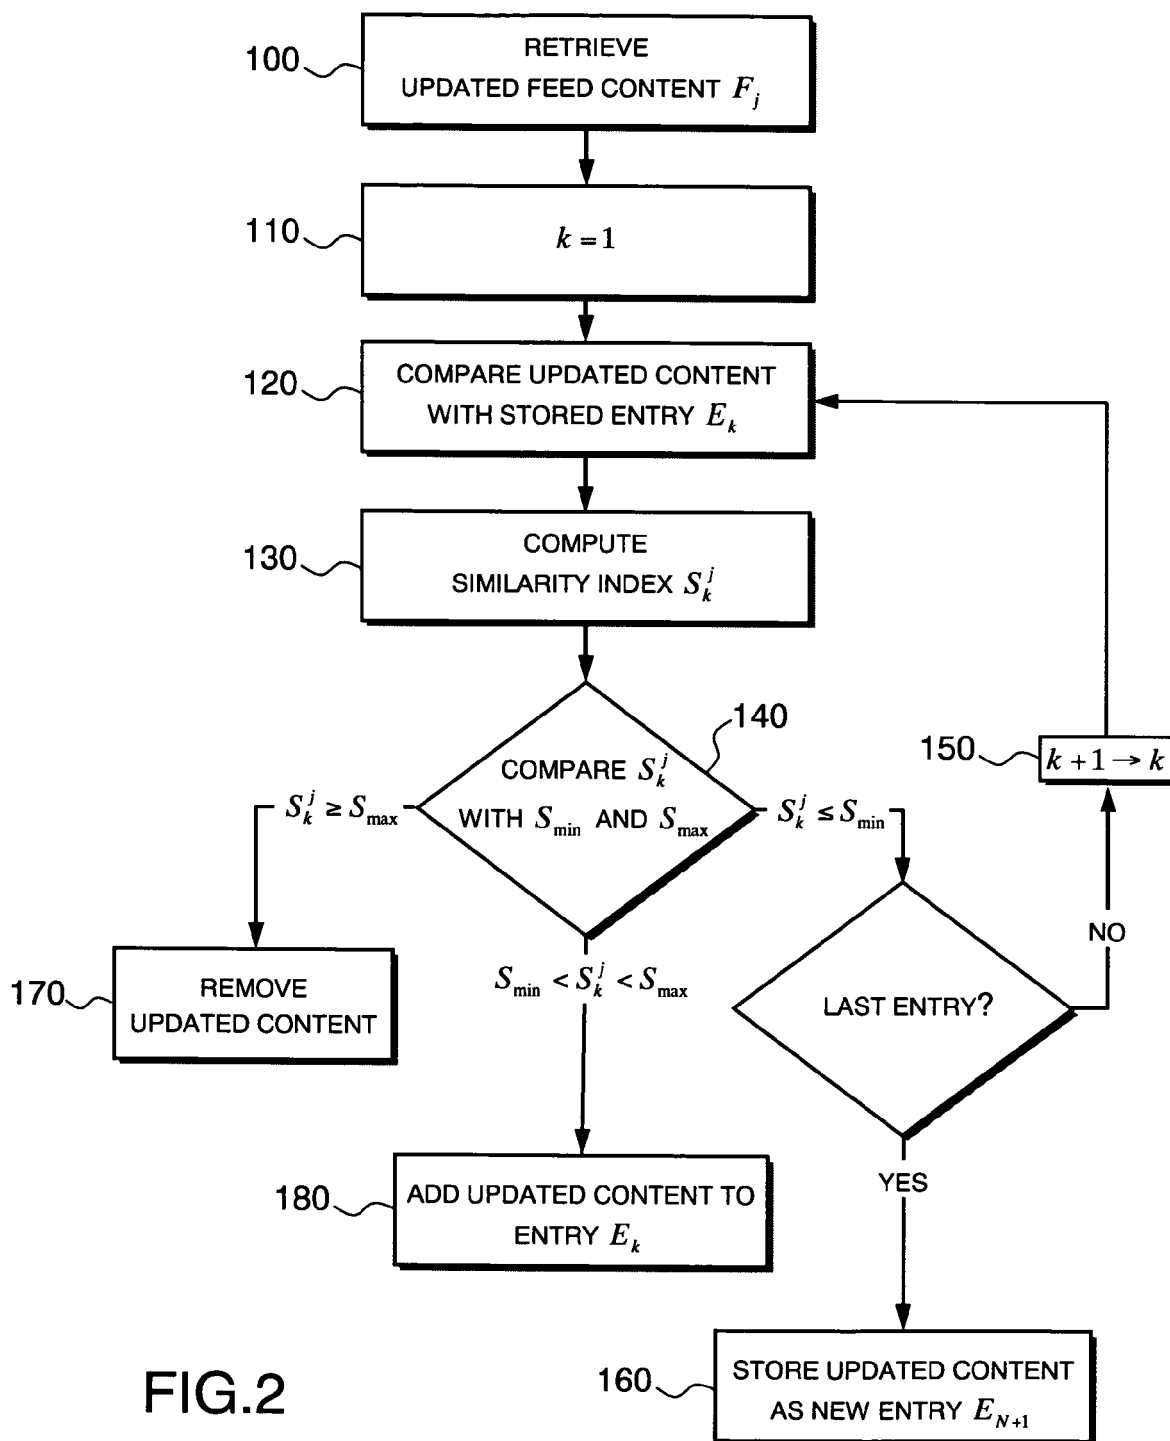 100
RETRIEVE
UPDATED FEED CONTENT F_j
110
k = 1
120
COMPARE UPDATED CONTENT
WITH STORED ENTRY E_k
130
COMPUTE
SIMILARITY INDEX S_k^j
140
COMPARE S_k^j
WITH S_min AND S_max
150
k + 1 → k
S_k^j ≥ S_max
S_k^j ≤ S_min
NO
170
REMOVE
UPDATED CONTENT
S_min < S_k^j < S_max
LAST ENTRY?
180
ADD UPDATED CONTENT TO
ENTRY E_k
YES
160
STORE UPDATED CONTENT
AS NEW ENTRY E_N+1
FIG.2